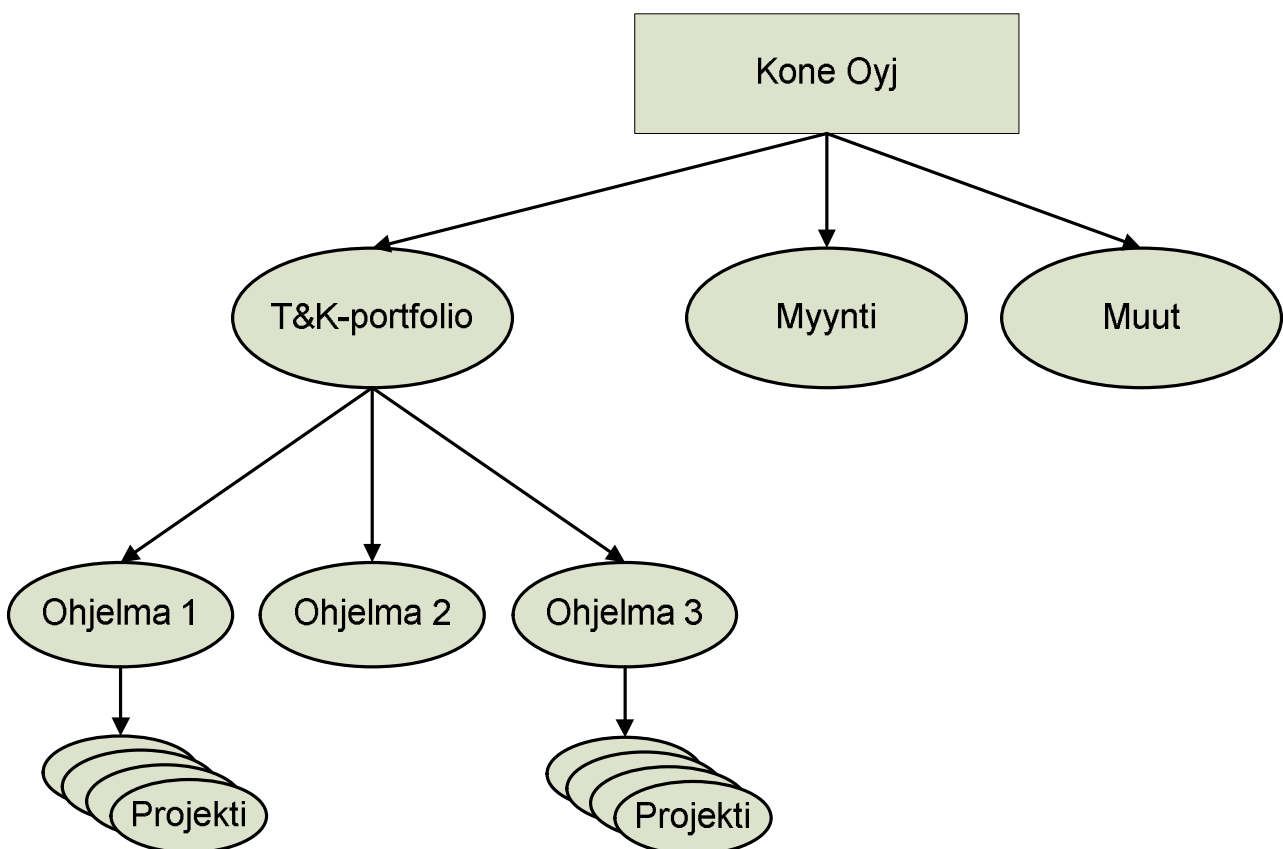 Kone Oyj
T&K-portfolio
Myynti
Muut
Ohjelma 1
Ohjelma 2
Ohjelma 3
Projekti
Projekti